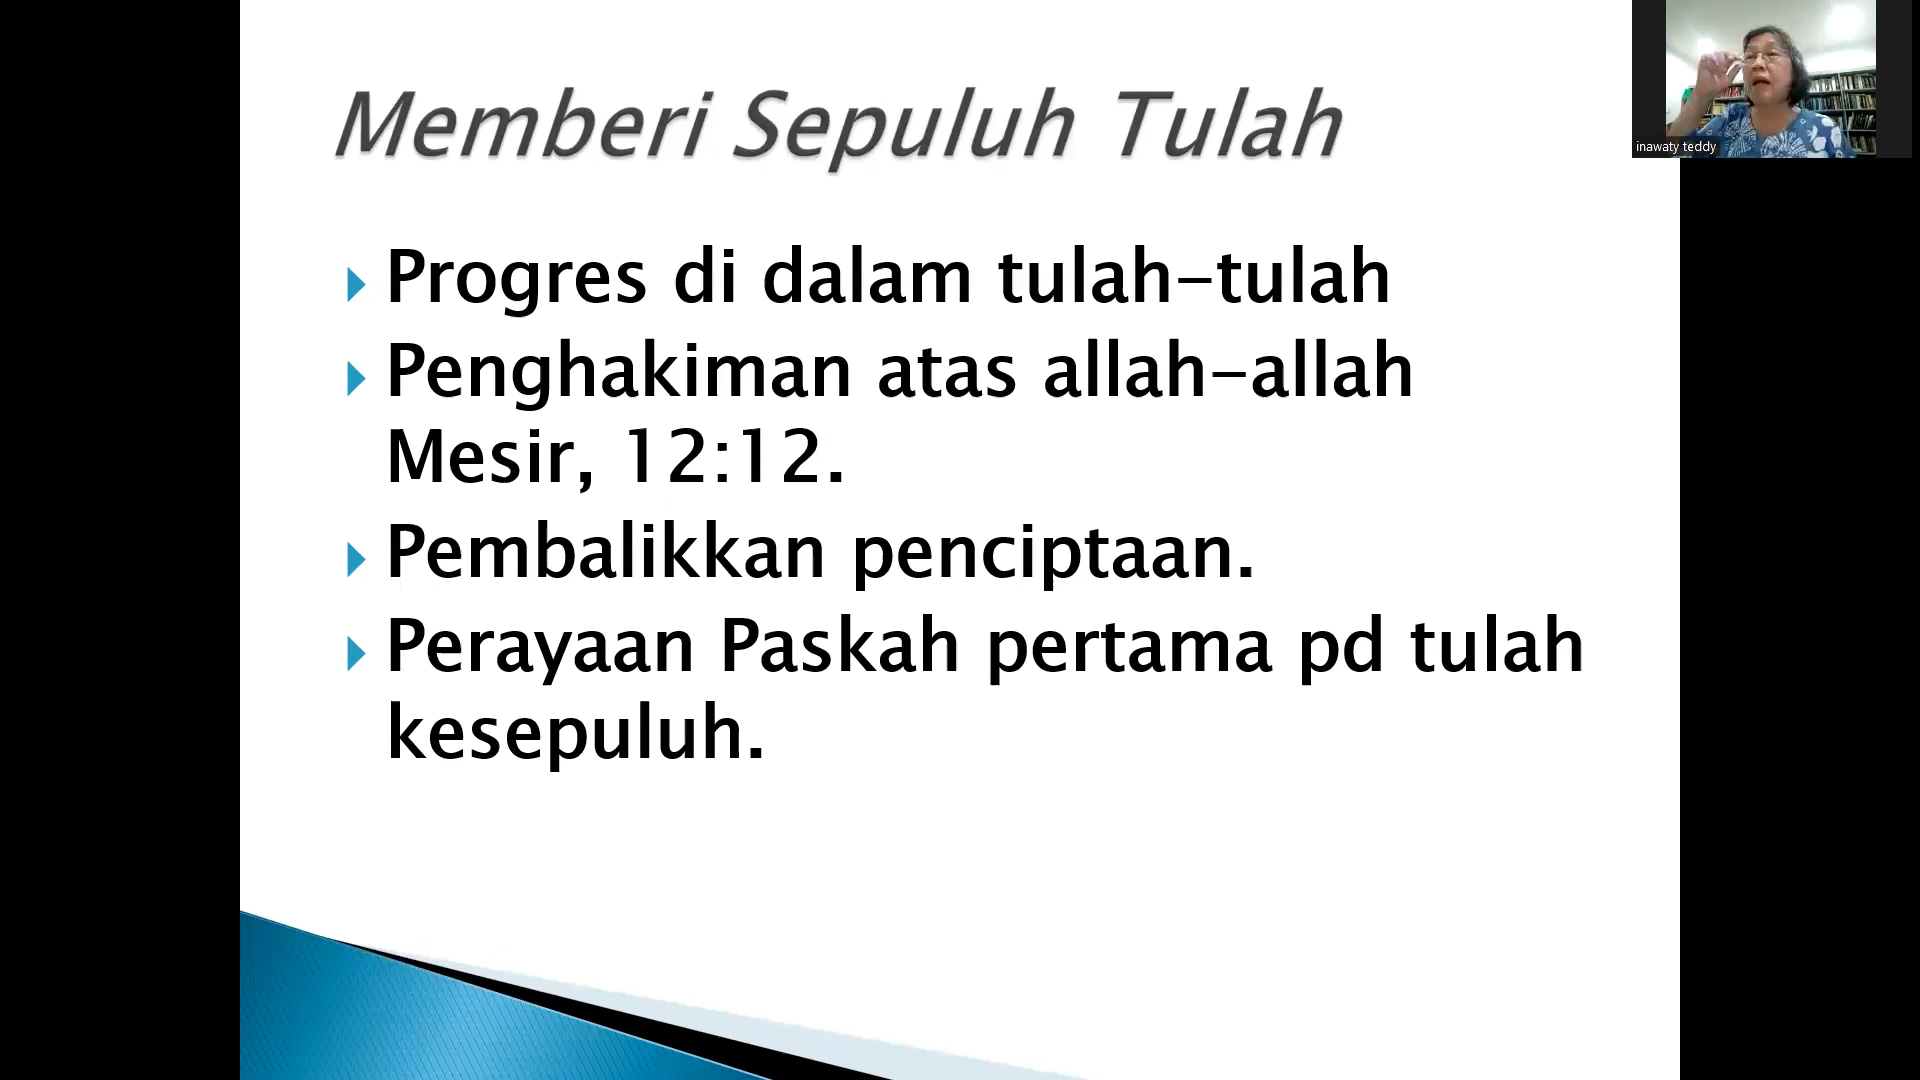 Memberi Sepuluh Tulah
Progres di dalam tulah-tulah
Penghakiman atas allah-allah
Mesir, 12:12.
Pembalikkan penciptaan.
Perayaan Paskah pertama pd tulah
kesepuluh.
inawaty teddy